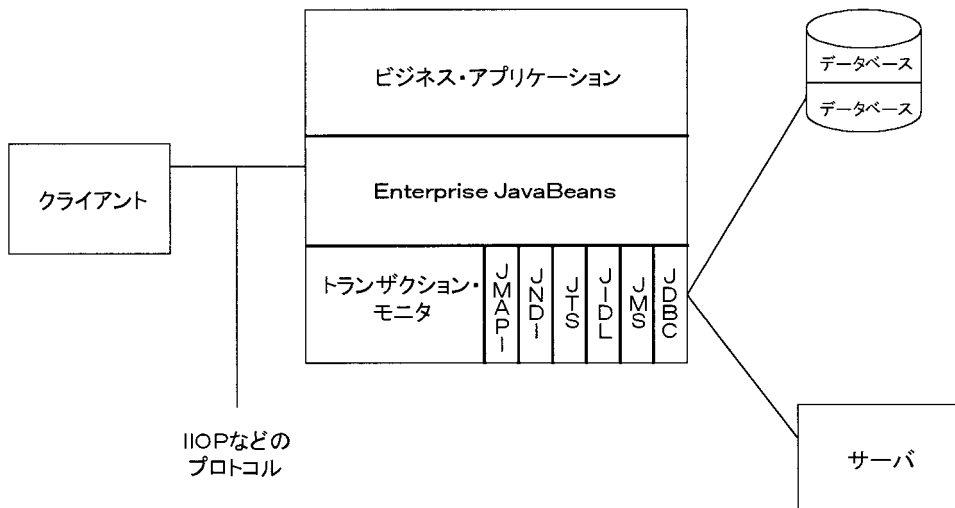 ビジネス・アプリケーション
データベース
データベース
クライアント
Enterprise JavaBeans
トランザクション・
モニタ
JMAPI
JNDI
JTS
JIDL
JMS
JDBC
IIOPなどの
プロトコル
サーバ